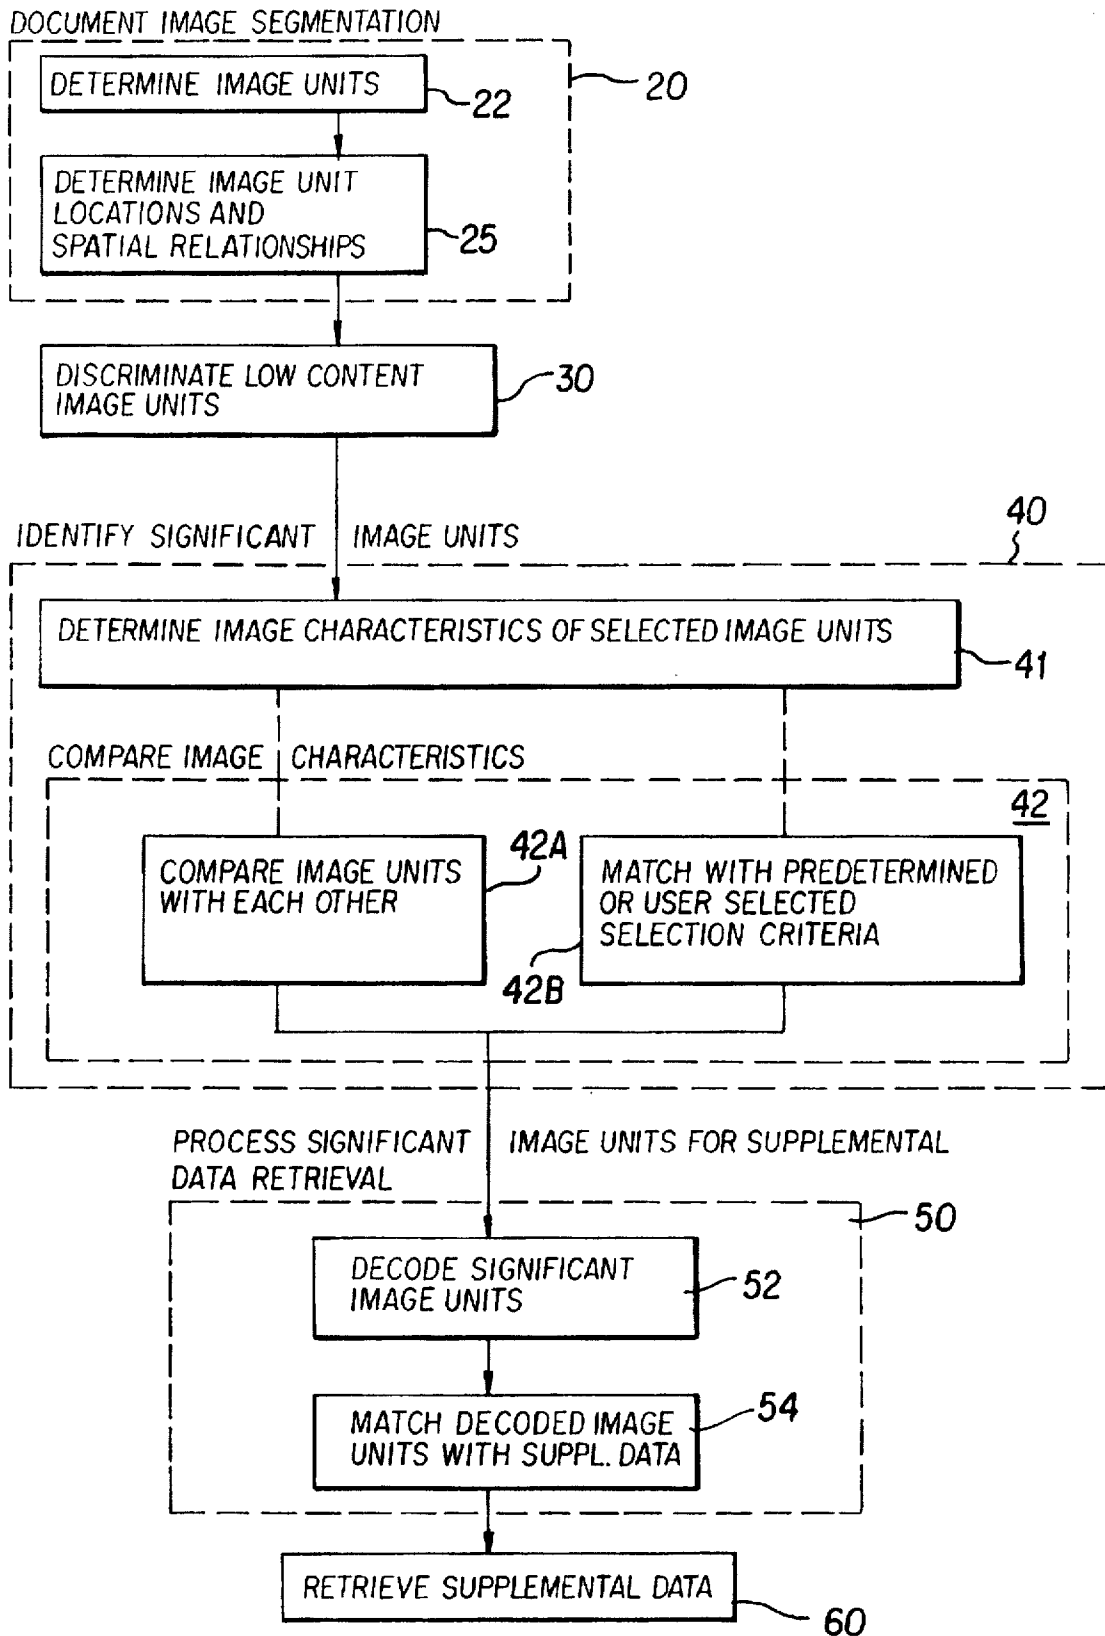 DOCUMENT IMAGE SEGMENTATION
DETERMINE IMAGE UNITS
22
20
DETERMINE IMAGE UNIT
LOCATIONS AND
SPATIAL RELATIONSHIPS
25
DISCRIMINATE LOW CONTENT
IMAGE UNITS
30
IDENTIFY SIGNIFICANT IMAGE UNITS
40
DETERMINE IMAGE CHARACTERISTICS OF SELECTED IMAGE UNITS
41
COMPARE IMAGE CHARACTERISTICS
42
COMPARE IMAGE UNITS
WITH EACH OTHER
42A
MATCH WITH PREDETERMINED
OR USER SELECTED
SELECTION CRITERIA
42B
PROCESS SIGNIFICANT IMAGE UNITS FOR SUPPLEMENTAL
DATA RETRIEVAL
50
DECODE SIGNIFICANT
IMAGE UNITS
52
MATCH DECODED IMAGE
UNITS WITH SUPPL. DATA
54
RETRIEVE SUPPLEMENTAL DATA
60